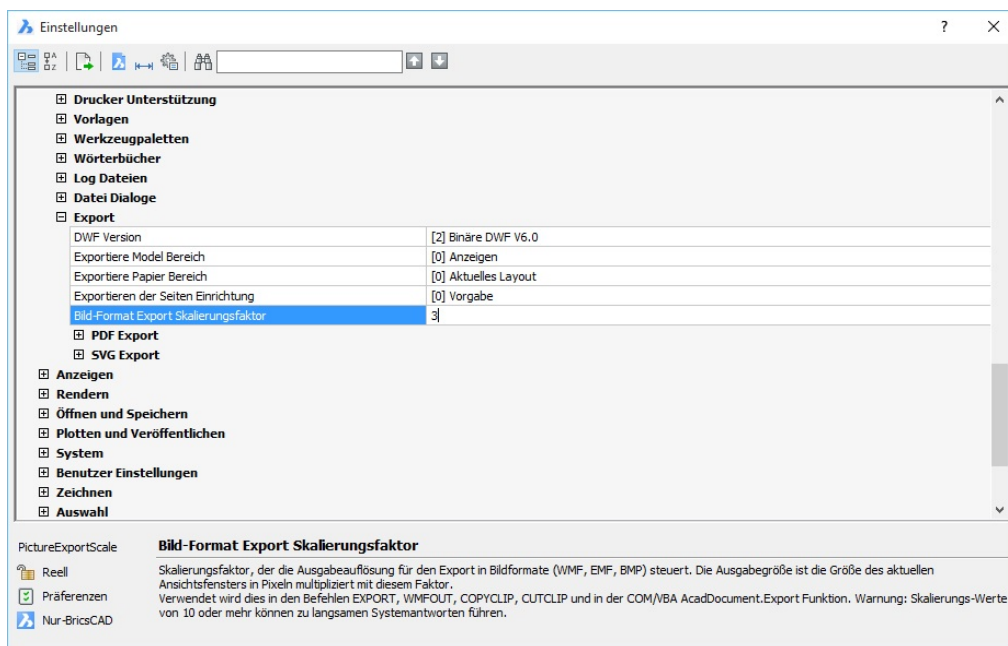 Einstellungen
?
Drucker Unterstützung
Vorlagen
Werkzeugpaletten
Wörterbücher
Log Dateien
Datei Dialoge
Export
DWF Version [2] Binäre DWF V6.0
Exportiere Model Bereich [0] Anzeigen
Exportiere Papier Bereich [0] Aktuelles Layout
Exportieren der Seiten Einrichtung [0] Vorgabe
Bild-Format Export Skalierungsfaktor 3
PDF Export
SVG Export
Anzeigen
Rendern
Öffnen und Speichern
Plotten und Veröffentlichen
System
Benutzer Einstellungen
Zeichnen
Auswahl
PictureExportScale
Reell
Präferenzen
Nur-BricsCAD
Bild-Format Export Skalierungsfaktor
Skalierungsfaktor, der die Ausgabeauflösung für den Export in Bildformate (WMF, EMF, BMP) steuert. Die Ausgabegröße ist die Größe des aktuellen
Ansichtsfensters in Pixeln multipliziert mit diesem Faktor.
Verwendet wird dies in den Befehlen EXPORT, WMFOUT, COPYCLIP, CUTCLIP und in der COM/VBA AcadDocument.Export Funktion. Warnung: Skalierungs-Werte
von 10 oder mehr können zu langsamen Systemantworten führen.